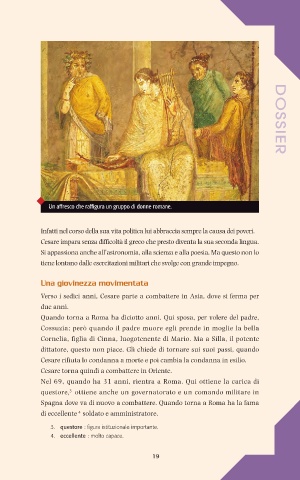 DOSSIER
Un affresco che raffigura un gruppo di donne romane.
Infatti nel corso della sua vita politica lui abbraccia sempre la causa dei poveri.
Cesare impara senza difficoltà il greco che presto diventa la sua seconda lingua.
Si appassiona anche all'astronomia, alla scienza e alla poesia. Ma questo non lo
tiene lontano dalle esercitazioni militari che svolge con grande impegno.
Una giovinezza movimentata
Verso i sedici anni, Cesare parte a combattere in Asia, dove si ferma per
due anni.
Quando torna a Roma ha diciotto anni. Qui sposa, per volere del padre,
Cossuzia; però quando il padre muore egli prende in moglie la bella
Cornelia, figlia di Cinna, luogotenente di Mario. Ma a Silla, il potente
dittatore, questo non piace. Gli chiede di tornare sui suoi passi, quando
Cesare rifiuta lo condanna a morte e poi cambia la condanna in esilio.
Cesare torna quindi a combattere in Oriente.
Nel 69, quando ha 31 anni, rientra a Roma. Qui ottiene la carica di
questore,3 ottiene anche un governatorato e un comando militare in
Spagna dove va di nuovo a combattere. Quando torna a Roma ha la fama
di eccellente4 soldato e amministratore.
3. questore : figura istituzionale importante.
4. eccellente : molto capace.
19